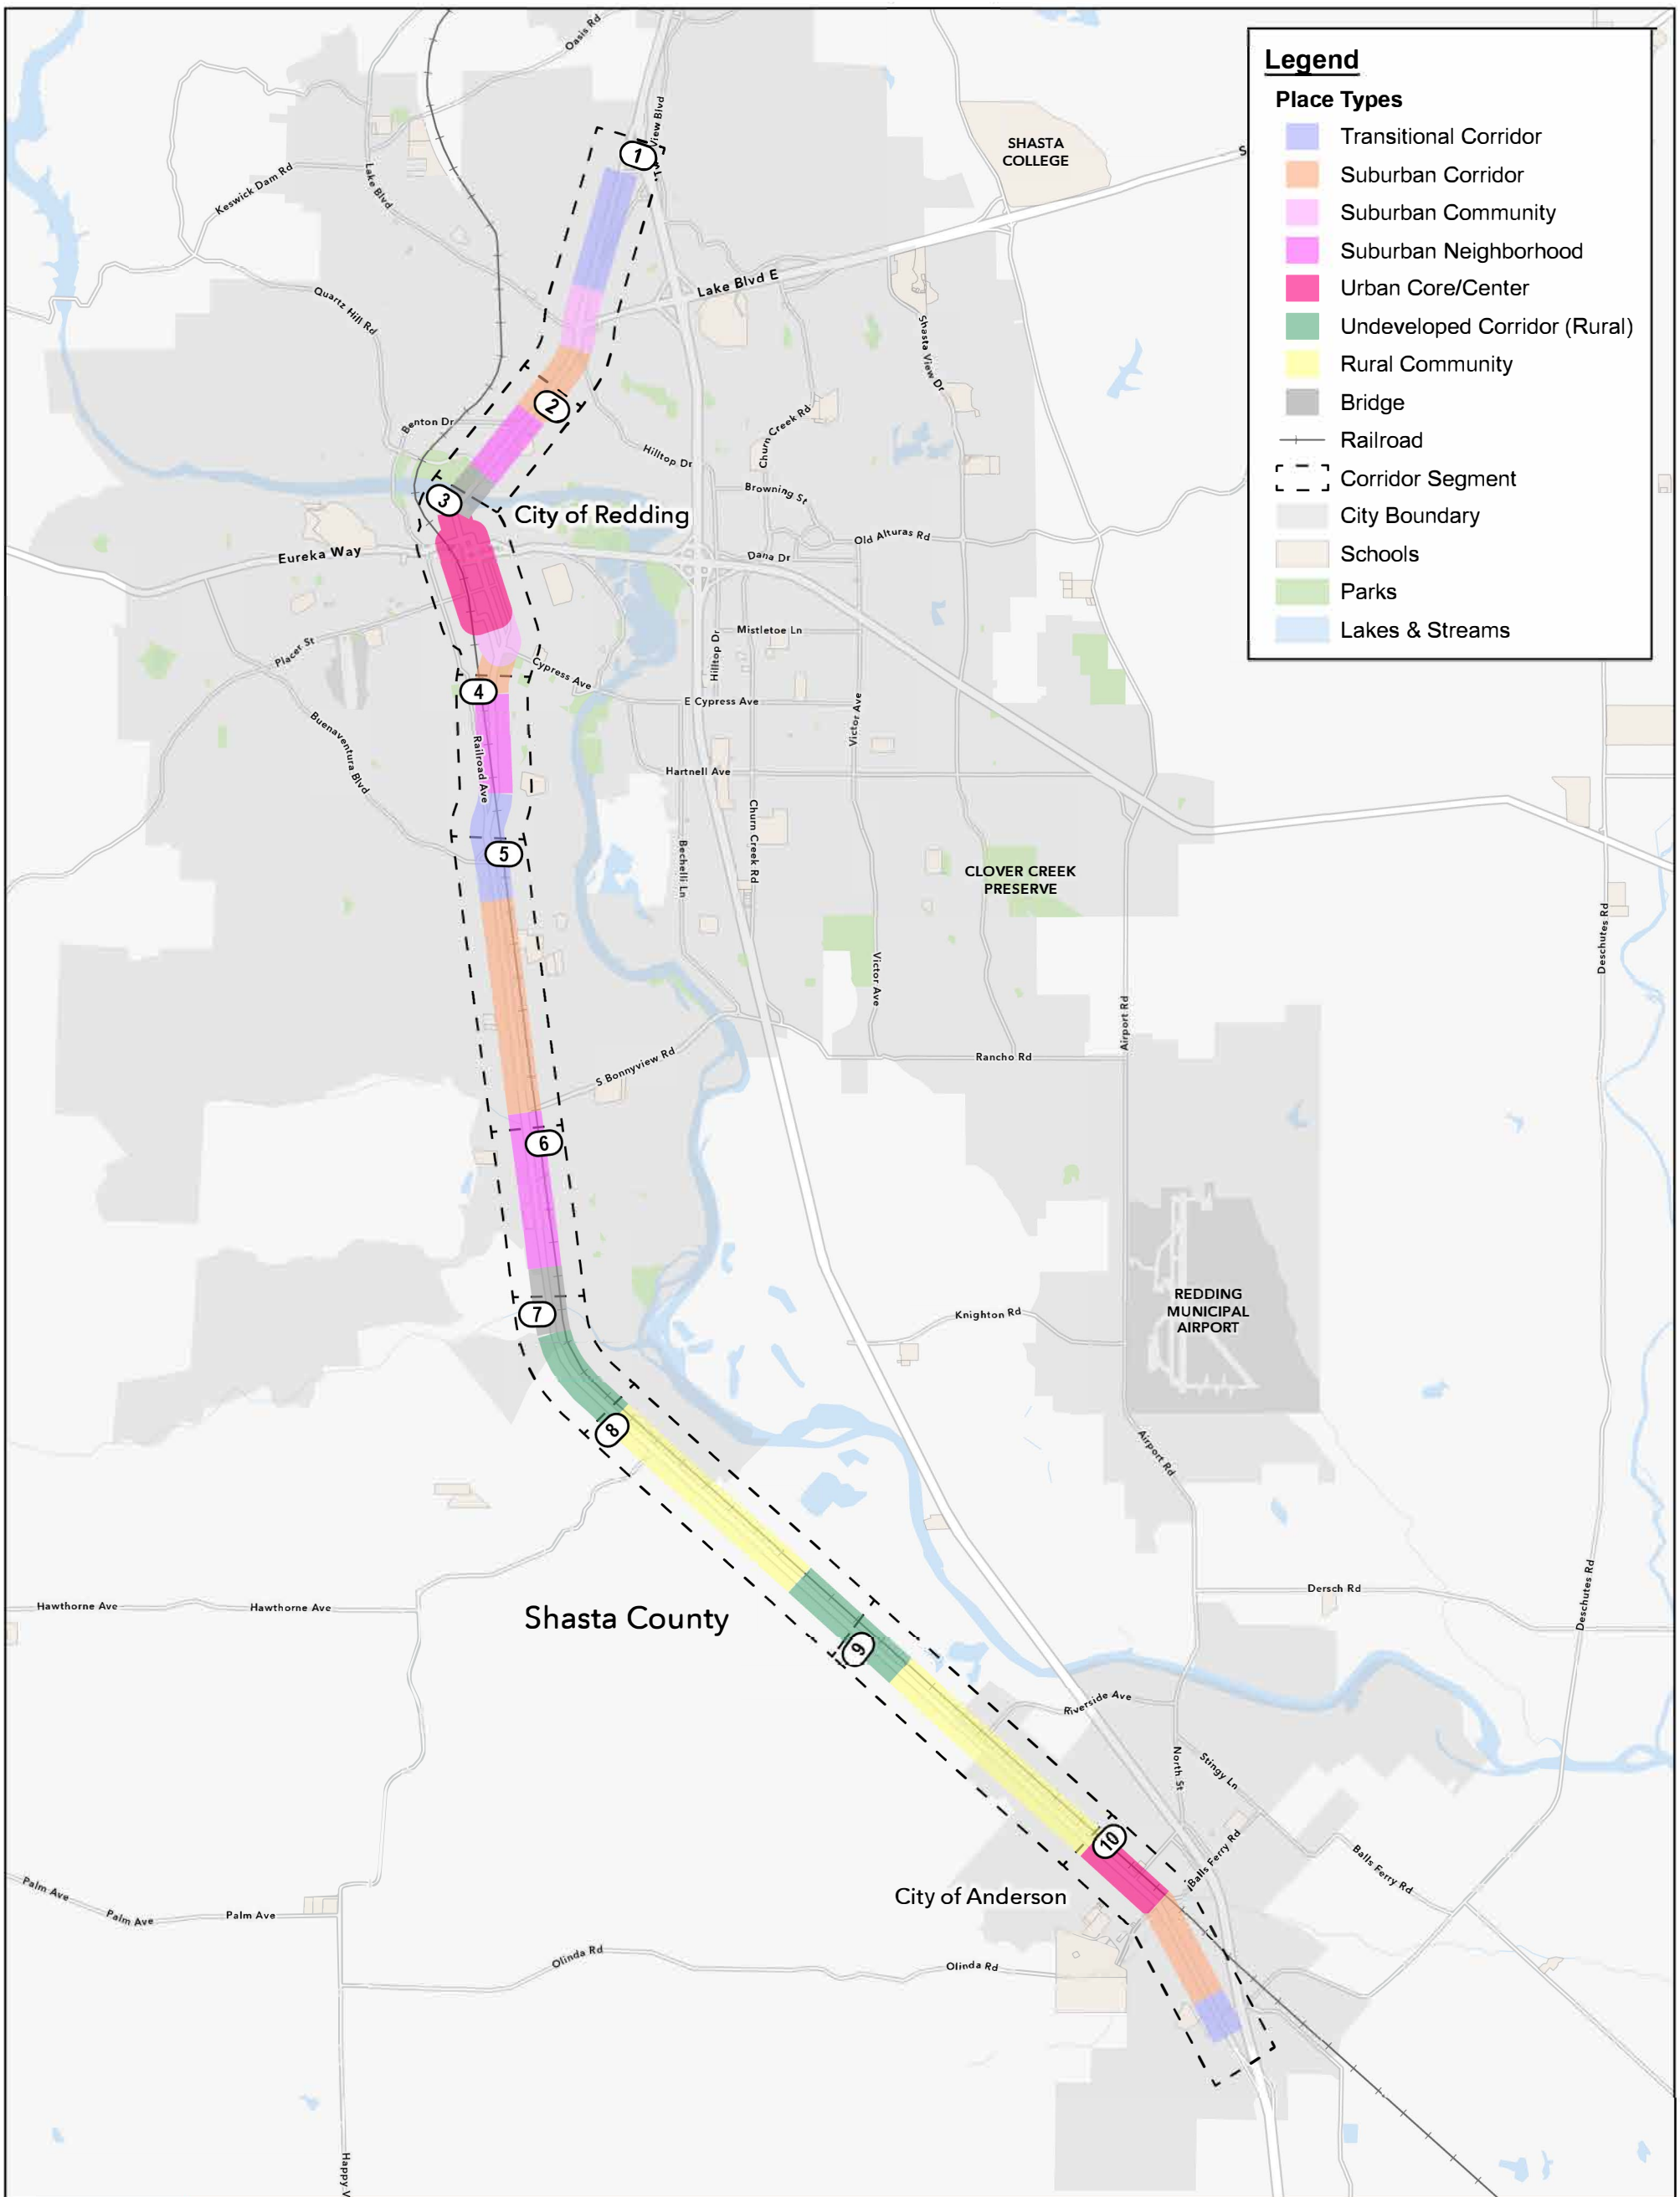 Legend
Place Types
Transitional Corridor
Suburban Corridor
Suburban Community
Suburban Neighborhood
Urban Core/Center
Undeveloped Corridor (Rural)
Rural Community
Bridge
Railroad
Corridor Segment
City Boundary
Schools
Parks
Lakes & Streams
Oasis Rd
View Blvd
1
SHASTA
COLLEGE
S
Keswick Dam Rd
Lake Blvd
Lake Blvd E
Quartz Hill Rd
Shasta View Dr
2
Benton Dr
Churn Creek Rd
Hilltop Dr
3
Browning St
City of Redding
Old Alturas Rd
Eureka Way
Dana Dr
Mistletoe Ln
Hilltop Dr
Placer St
Cypress Ave
4
E Cypress Ave
Victor Ave
Buenaventura Blvd
Railroad Ave
Hartnell Ave
Churn Creek Rd
Bechelli Ln
5
CLOVER CREEK
PRESERVE
Deschutes Rd
Victor Ave
Airport Rd
S Bonnyview Rd
Rancho Rd
6
REDDING
MUNICIPAL
AIRPORT
7
Knighton Rd
8
Airport Rd
Hawthorne Ave
Hawthorne Ave
Shasta County
Dersch Rd
Deschutes Rd
9
Riverside Ave
North St
Stingy Ln
10
Balls Ferry Rd
Balls Ferry Rd
City of Anderson
Palm Ave
Palm Ave
Palm Ave
Olinda Rd
Olinda Rd
Happy V